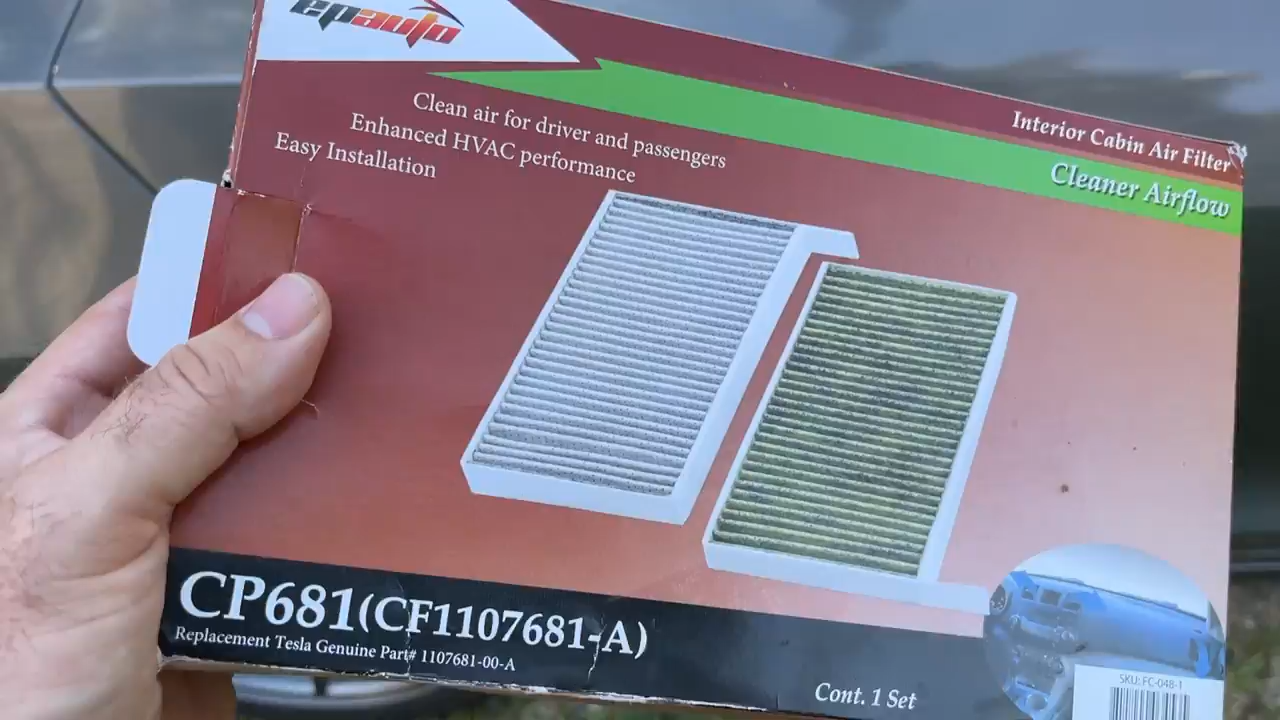 epauto
Interior Cabin Air Filter
Cleaner Airflow
Clean air for driver and passengers
Enhanced HVAC performance
Easy Installation
CP681(CF1107681-A)
Replacement Tesla Genuine Part# 1107681-00-A
Cont. 1 Set
SKU: FC-048-1